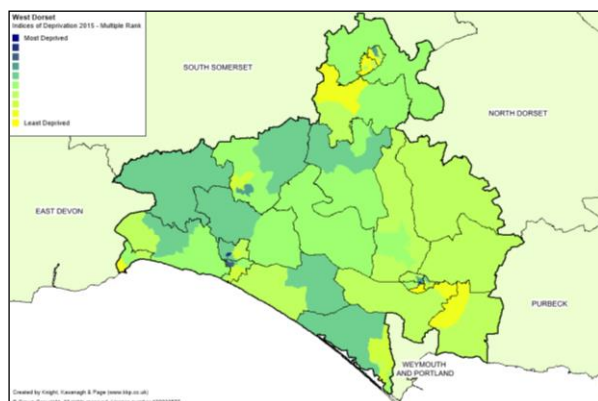 West Dorset
Indices of Deprivation 2015 - Multiple Rank
Most Deprived
Least Deprived
SOUTH SOMERSET
NORTH DORSET
EAST DEVON
PURBECK
WEYMOUTH
AND PORTLAND
Created by Knight, Kavanagh & Page (www.kkp.co.uk)